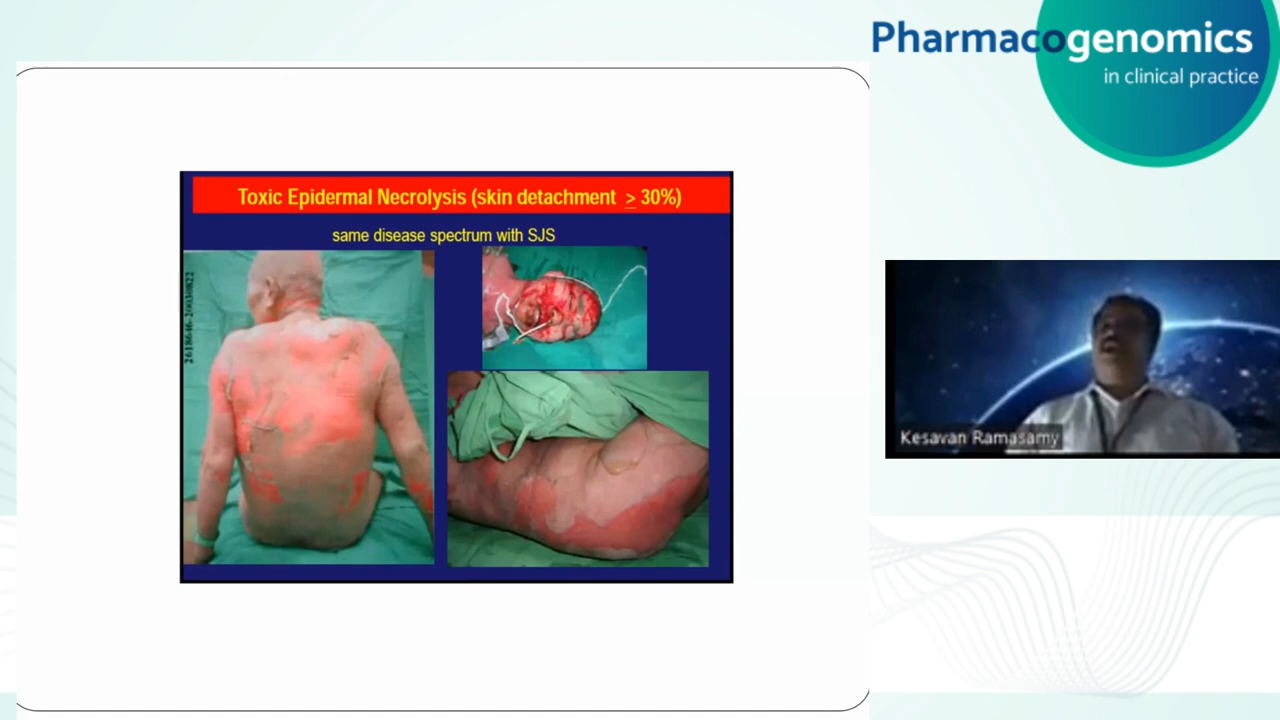 Pharmacogenomics
in clinical practice
Toxic Epidermal Necrolysis (skin detachment ≥ 30%)
same disease spectrum with SJS
Kesavan Ramasamy